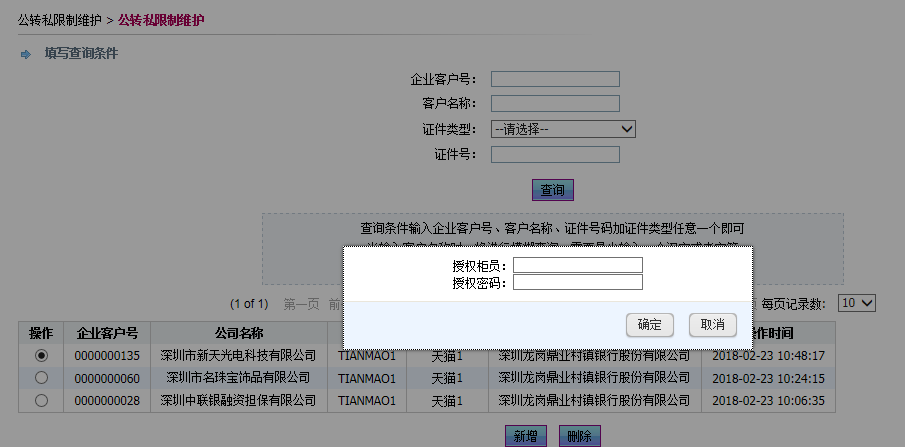 公转私限制维护 > 公转私限制维护
填写查询条件
企业客户号：
客户名称：
证件类型： --请选择--
证件号：
查询
查询条件输入企业客户号、客户名称、证件号码加证件类型任意一个即可
授权柜员：
授权密码：
确定 取消
(1 of 1) 第一页 前 每页记录数: 10
操作 企业客户号 公司名称 操作时间
0000000135 深圳市新天光电科技有限公司 TIANMAO1 天猫1 深圳龙岗鼎业村镇银行股份有限公司 2018-02-23 10:48:17
0000000060 深圳市名珠宝饰品有限公司 TIANMAO1 天猫1 深圳龙岗鼎业村镇银行股份有限公司 2018-02-23 10:24:15
0000000028 深圳中联银融资担保有限公司 TIANMAO1 天猫1 深圳龙岗鼎业村镇银行股份有限公司 2018-02-23 10:06:35
新增 删除